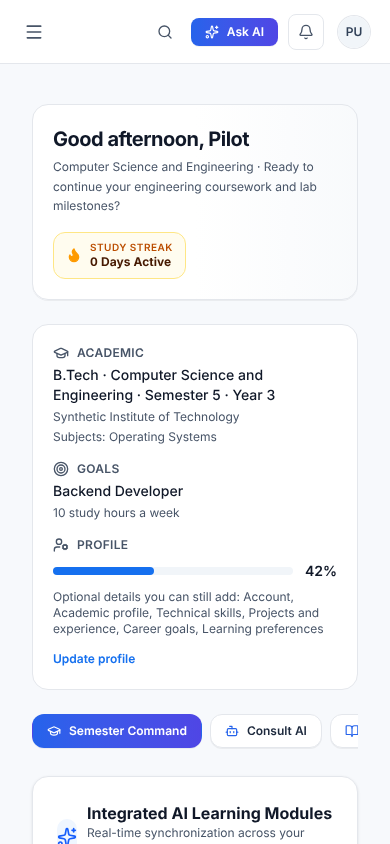 Ask AI
PU
Good afternoon, Pilot
Computer Science and Engineering · Ready to
continue your engineering coursework and lab
milestones?
STUDY STREAK
0 Days Active
ACADEMIC
B.Tech · Computer Science and
Engineering · Semester 5 · Year 3
Synthetic Institute of Technology
Subjects: Operating Systems
GOALS
Backend Developer
10 study hours a week
PROFILE
42%
Optional details you can still add: Account,
Academic profile, Technical skills, Projects and
experience, Career goals, Learning preferences
Update profile
Semester Command
Consult AI
Integrated AI Learning Modules
Real-time synchronization across your